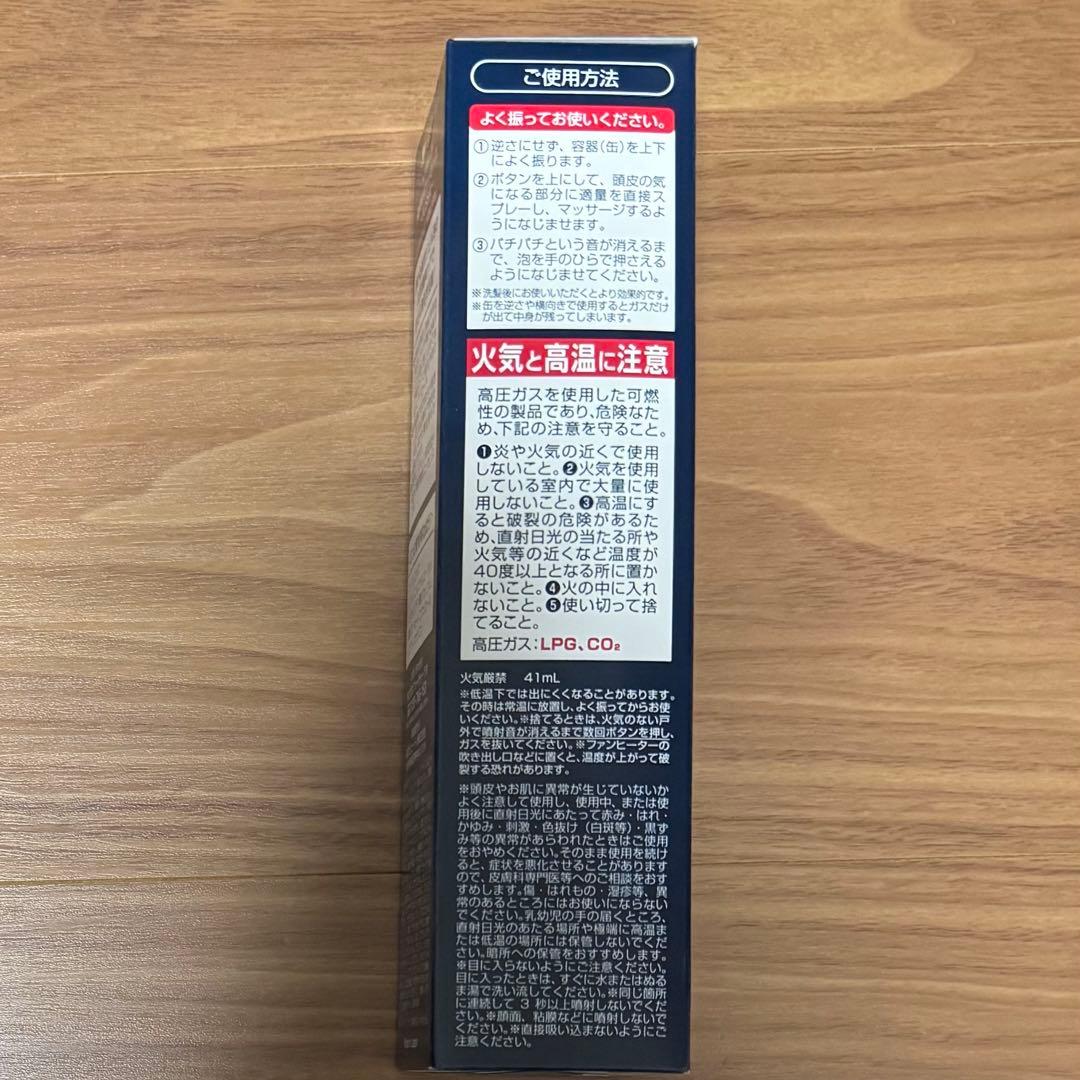 ご使用方法
よく振ってお使いください。
①逆さにせず、容器(缶)を上下
によく振ります。
②ボタンを上にして、頭皮の気
になる部分に適量を直接ス
プレーし、マッサージするよ
うになじませます。
③パチパチという音が消えるま
で、泡を手のひらで押さえる
ようになじませてください。
※洗髪後にお使いいただくとより効果的です。
※缶を逆さや横向きで使用するとガスだけ
が出て中身が残ってしまいます。
火気と高温に注意
高圧ガスを使用した可燃
性の製品であり、危険なた
め、下記の注意を守ること。
❶炎や火気の近くで使用
しないこと。❷火気を使用
している室内で大量に使
用しないこと。❸高温にす
ると破裂の危険があるた
め、直射日光の当たる所や
火気等の近くなど温度が
40度以上となる所に置か
ないこと。❹火の中に入れ
ないこと。❺使い切って捨
てること。
高圧ガス：LPG、CO₂
火気厳禁 41mL
※低温下では出にくくなることがあります。
その時は常温に放置し、よく振ってからお使
いください。※捨てるときは、火気のない戸
外で噴射音が消えるまで数回ボタンを押し、
ガスを抜いてください。※ファンヒーターの
吹き出し口などに置くと、温度が上がって破
裂する恐れがあります。
※頭皮やお肌に異常が生じていないか
よく注意して使用し、使用中、または使
用後に直射日光にあたって赤み・はれ・
かゆみ・刺激・色抜け（白斑等）・黒ず
み等の異常があらわれたときはご使用
をおやめください。そのまま使用を続け
ると、症状を悪化させることがあります
ので、皮膚科専門医等へのご相談をおす
すめします。傷・はれもの・湿疹等、異
常のあるところにはお使いにならない
でください。乳幼児の手の届くところ、
直射日光のあたる場所や極端に高温ま
たは低温の場所には保管しないでくだ
さい。暗所への保管をおすすめします。
※目に入らないようにご注意ください。
目に入ったときは、すぐに水またはぬる
ま湯で洗い流してください。※同じ箇所
に連続して 3 秒以上噴射しないでくだ
さい。※顔面、粘膜などに噴射しないで
ください。※直接吸い込まないようにご
注意ください。